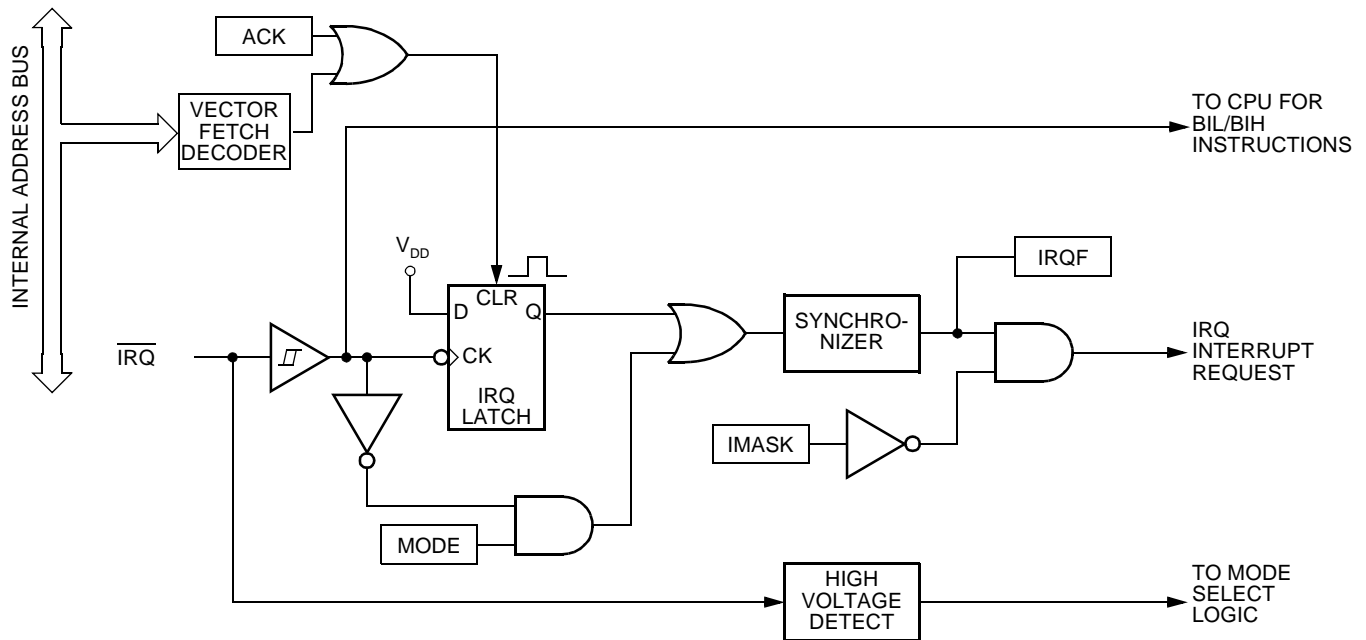 INTERNAL ADDRESS BUS
ACK
VECTOR
FETCH
DECODER
TO CPU FOR
BIL/BIH
INSTRUCTIONS
VDD
D
CLR
Q
CK
IRQ
LATCH
IRQ
SYNCHRO-
NIZER
IRQF
IRQ
INTERRUPT
REQUEST
IMASK
MODE
HIGH
VOLTAGE
DETECT
TO MODE
SELECT
LOGIC